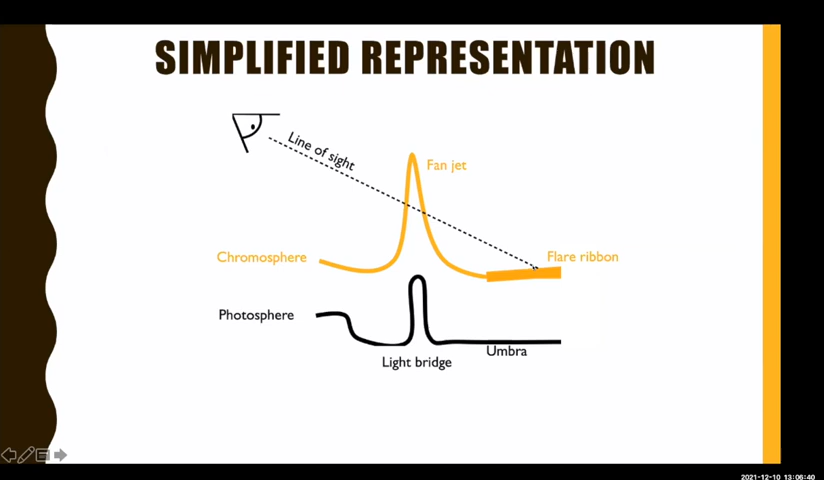 SIMPLIFIED REPRESENTATION
Line of sight
Fan jet
Chromosphere
Flare ribbon
Photosphere
Umbra
Light bridge
2021-12-10 13:06:40